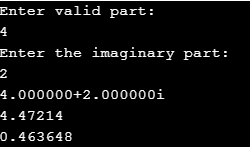 Enter valid part:
4
Enter the imaginary part:
2
4.000000+2.000000i
4.47214
0.463648